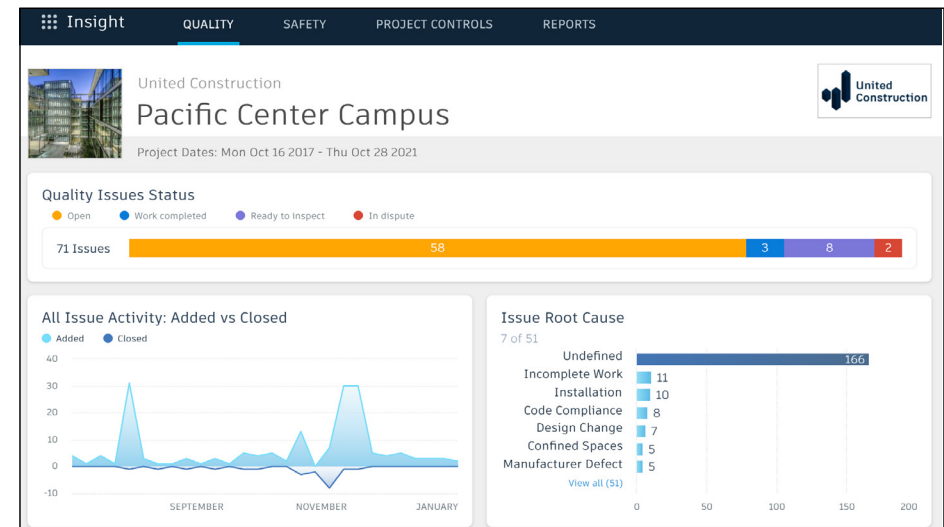 Insight QUALITY SAFETY PROJECT CONTROLS REPORTS
United Construction
Pacific Center Campus
Project Dates: Mon Oct 16 2017 - Thu Oct 28 2021
United
Construction
Quality Issues Status
Open Work completed Ready to inspect In dispute
71 Issues 58 3 8 2
All Issue Activity: Added vs Closed
Added Closed
40
30
20
10
0
-10
SEPTEMBER NOVEMBER JANUARY
Issue Root Cause
7 of 51
Undefined 166
Incomplete Work 11
Installation 10
Code Compliance 8
Design Change 7
Confined Spaces 5
Manufacturer Defect 5
View all (51)
0 50 100 150 200